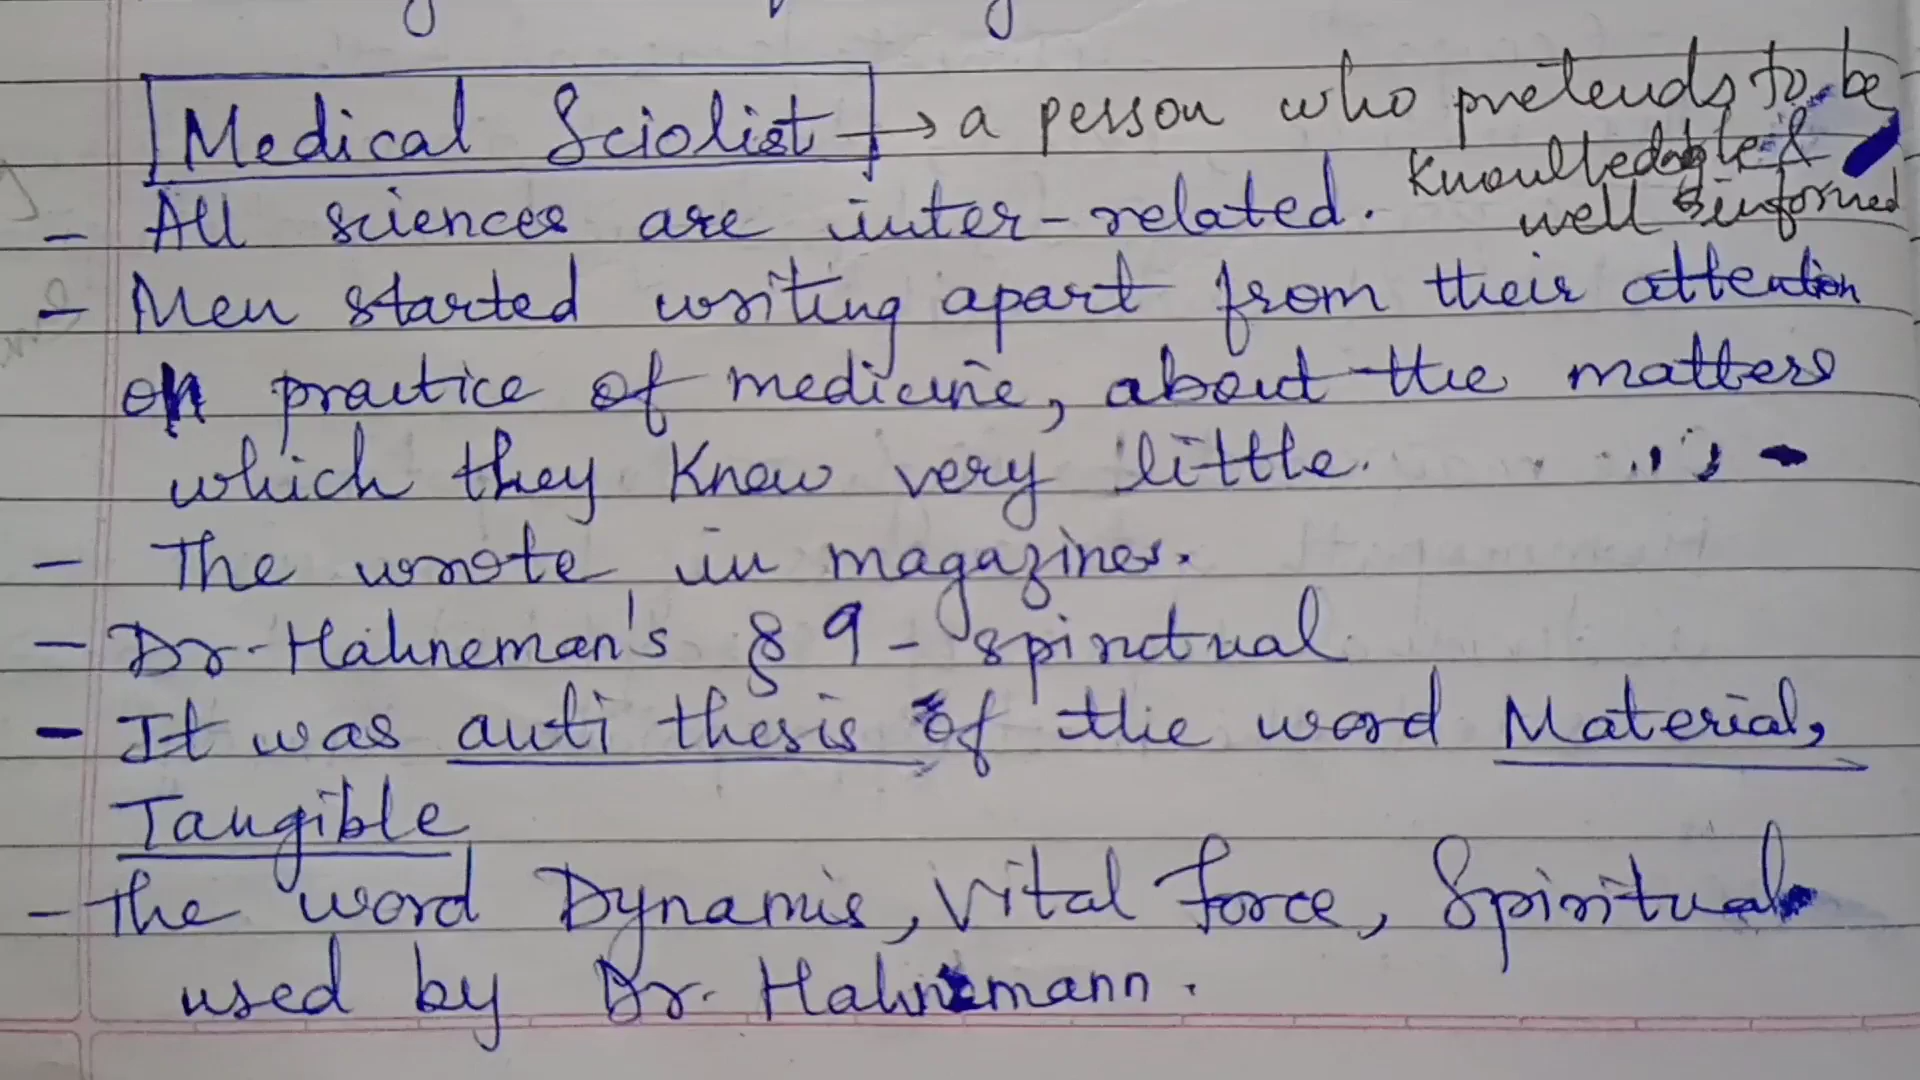 Medical Sciolist → a person who pretends to be
knowlledgable &
well informed
- All sciences are inter-related.
- Men started writing apart from their attention
on practice of medicine, about the matters
which they know very little.
- The wrote in magazines.
- Dr. Hahneman's § 9 - spiritual
- It was anti thesis of the word Material,
Tangible
- The word Dynamis, Vital Force, Spiritual
used by Dr. Hahnemann.